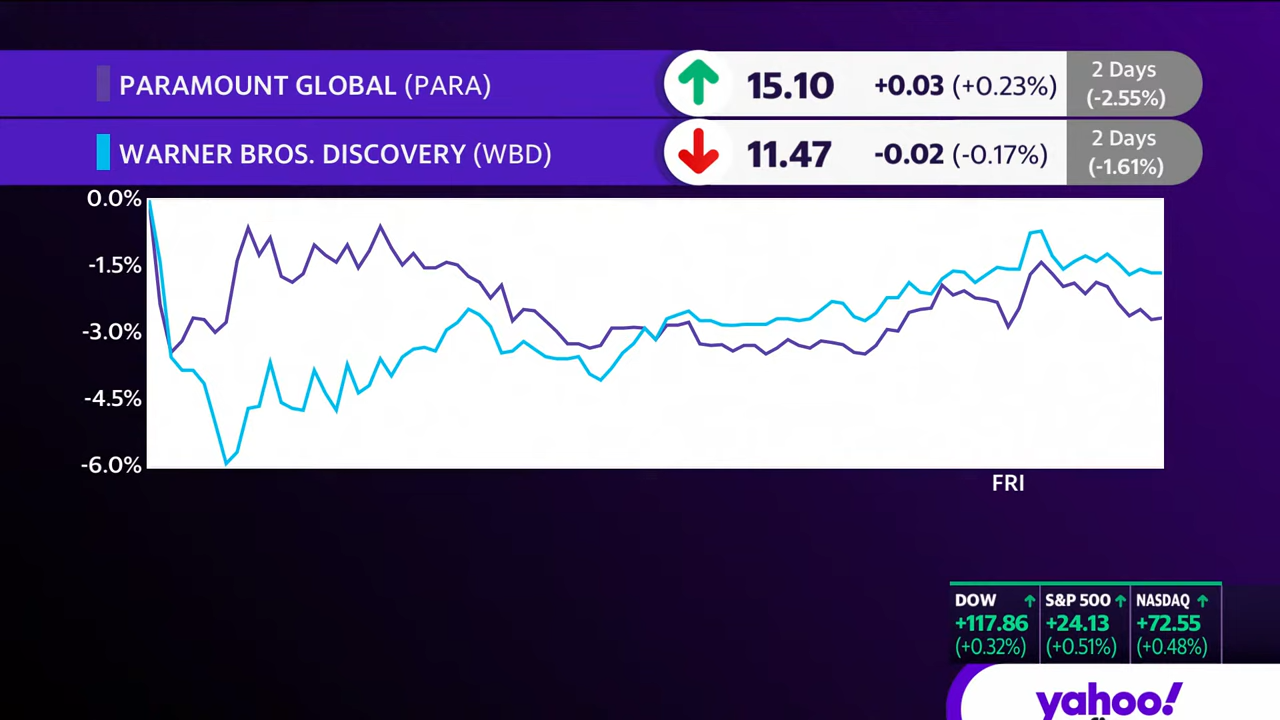 PARAMOUNT GLOBAL (PARA) 15.10 +0.03 (+0.23%) 2 Days (-2.55%)
WARNER BROS. DISCOVERY (WBD) 11.47 -0.02 (-0.17%) 2 Days (-1.61%)
0.0%
-1.5%
-3.0%
-4.5%
-6.0%
FRI
DOW S&P 500 NASDAQ
+117.86 +24.13 +72.55
(+0.32%) (+0.51%) (+0.48%)
yahoo!